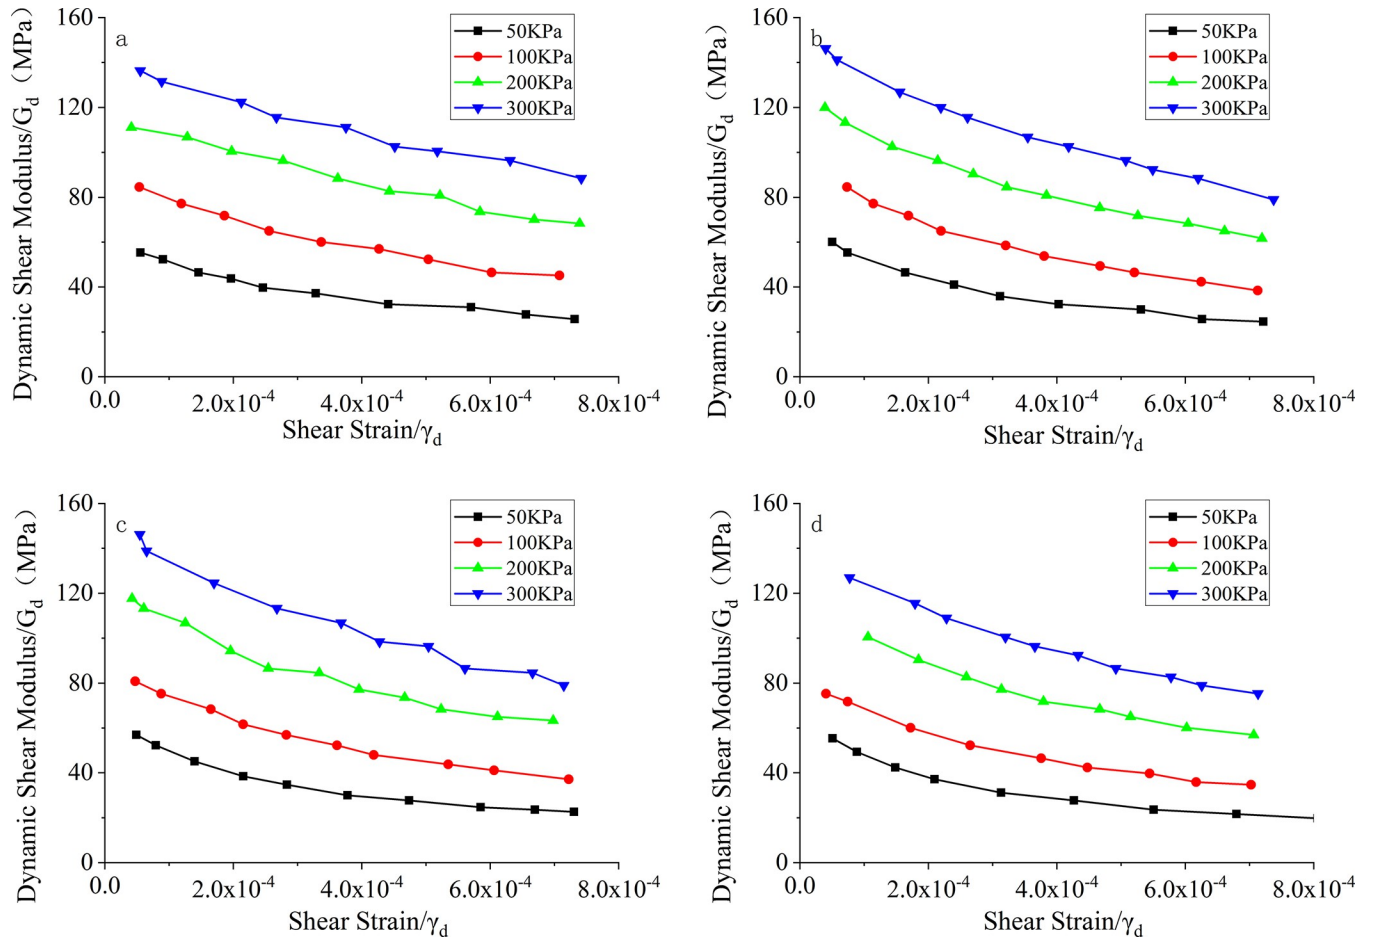 a
160
120
80
40
0
0.0
2.0x10-4
4.0x10-4
6.0x10-4
8.0x10-4
Dynamic Shear Modulus/Gd（MPa）
Shear Strain/γd
50KPa
100KPa
200KPa
300KPa
b
160
120
80
40
0
0.0
2.0x10-4
4.0x10-4
6.0x10-4
8.0x10-4
Dynamic Shear Modulus/Gd（MPa）
Shear Strain/γd
50KPa
100KPa
200KPa
300KPa
c
160
120
80
40
0
0.0
2.0x10-4
4.0x10-4
6.0x10-4
8.0x10-4
Dynamic Shear Modulus/Gd（MPa）
Shear Strain/γd
50KPa
100KPa
200KPa
300KPa
d
160
120
80
40
0
0.0
2.0x10-4
4.0x10-4
6.0x10-4
8.0x10-4
Dynamic Shear Modulus/Gd（MPa）
Shear Strain/γd
50KPa
100KPa
200KPa
300KPa